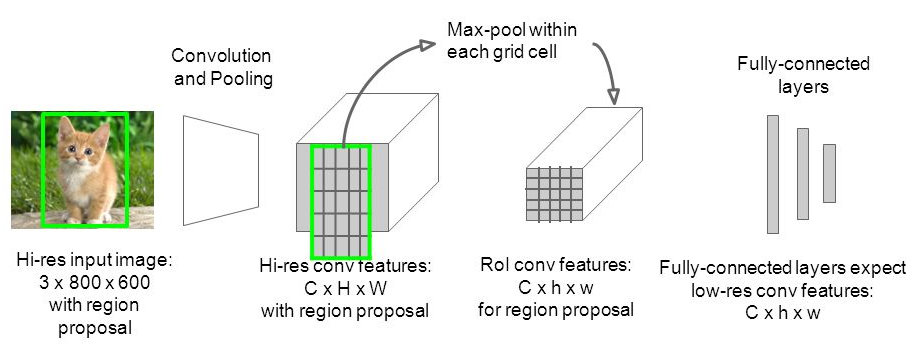 Convolution
and Pooling
Max-pool within
each grid cell
Fully-connected
layers
Hi-res input image:
3 x 800 x 600
with region
proposal
Hi-res conv features:
C x H x W
with region proposal
RoI conv features:
C x h x w
for region proposal
Fully-connected layers expect
low-res conv features:
C x h x w